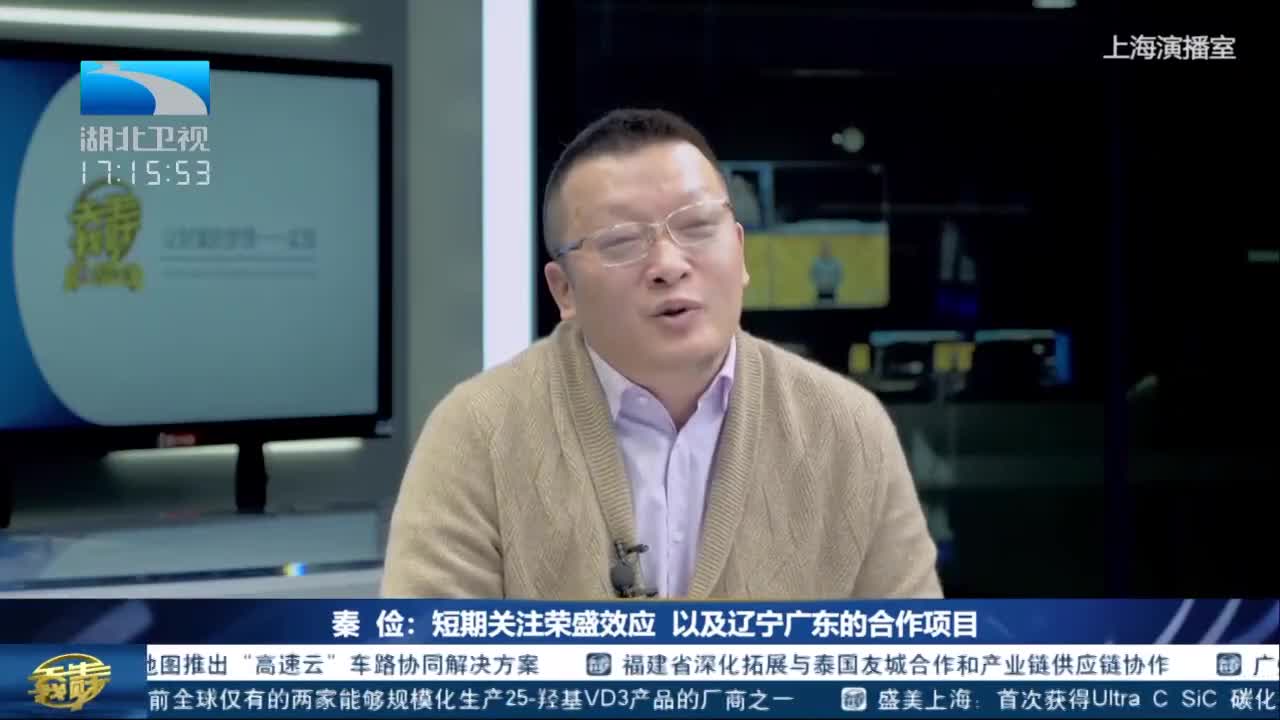 上海演播室
湖北卫视
17:15:53
秦 俭：短期关注荣盛效应 以及辽宁广东的合作项目
地图推出“高速云”车路协同解决方案 福建省深化拓展与泰国友城合作和产业链供应链协作 广
前全球仅有的两家能够规模化生产25-羟基VD3产品的厂商之一 盛美上海：首次获得Ultra C SiC 碳化